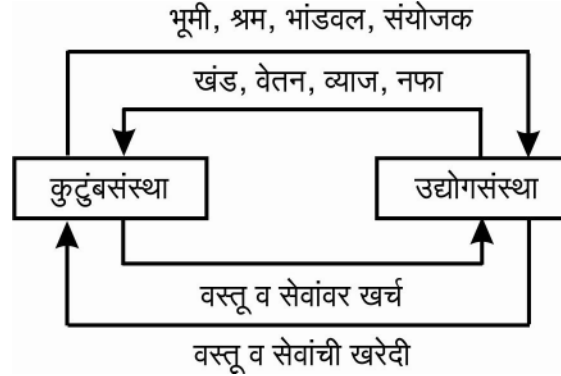 भूमी, श्रम, भांडवल, संयोजक
खंड, वेतन, व्याज, नफा
कुटुंबसंस्था
उद्योगसंस्था
वस्तू व सेवांवर खर्च
वस्तू व सेवांची खरेदी